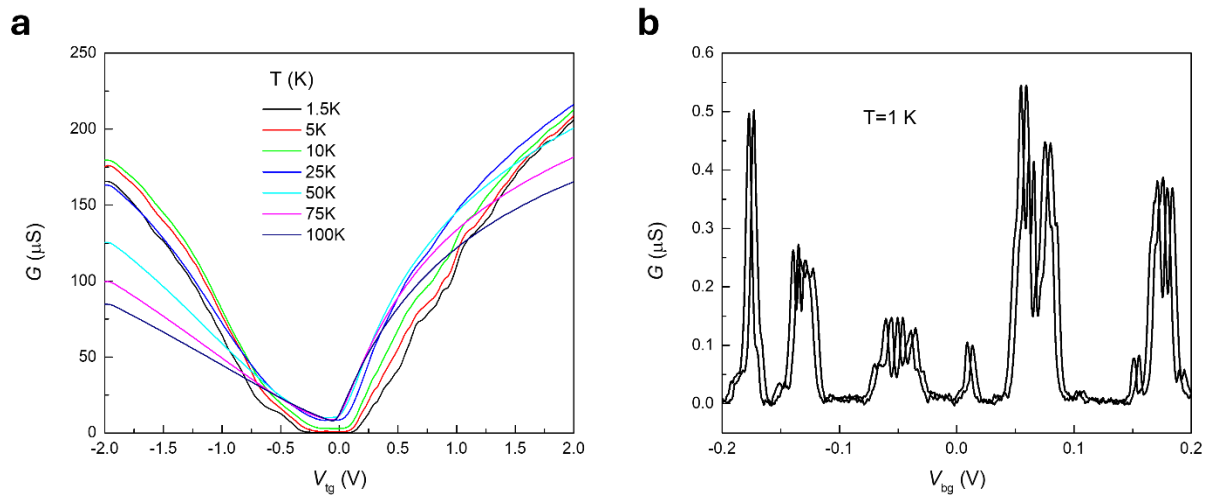 a
250
200
150
100
50
0
G (μS)
T (K)
1.5K
5K
10K
25K
50K
75K
100K
-2.0 -1.5 -1.0 -0.5 0.0 0.5 1.0 1.5 2.0
Vtg (V)
b
0.6
0.5
0.4
0.3
0.2
0.1
0.0
G (μS)
T=1 K
-0.2 -0.1 0.0 0.1 0.2
Vbg (V)